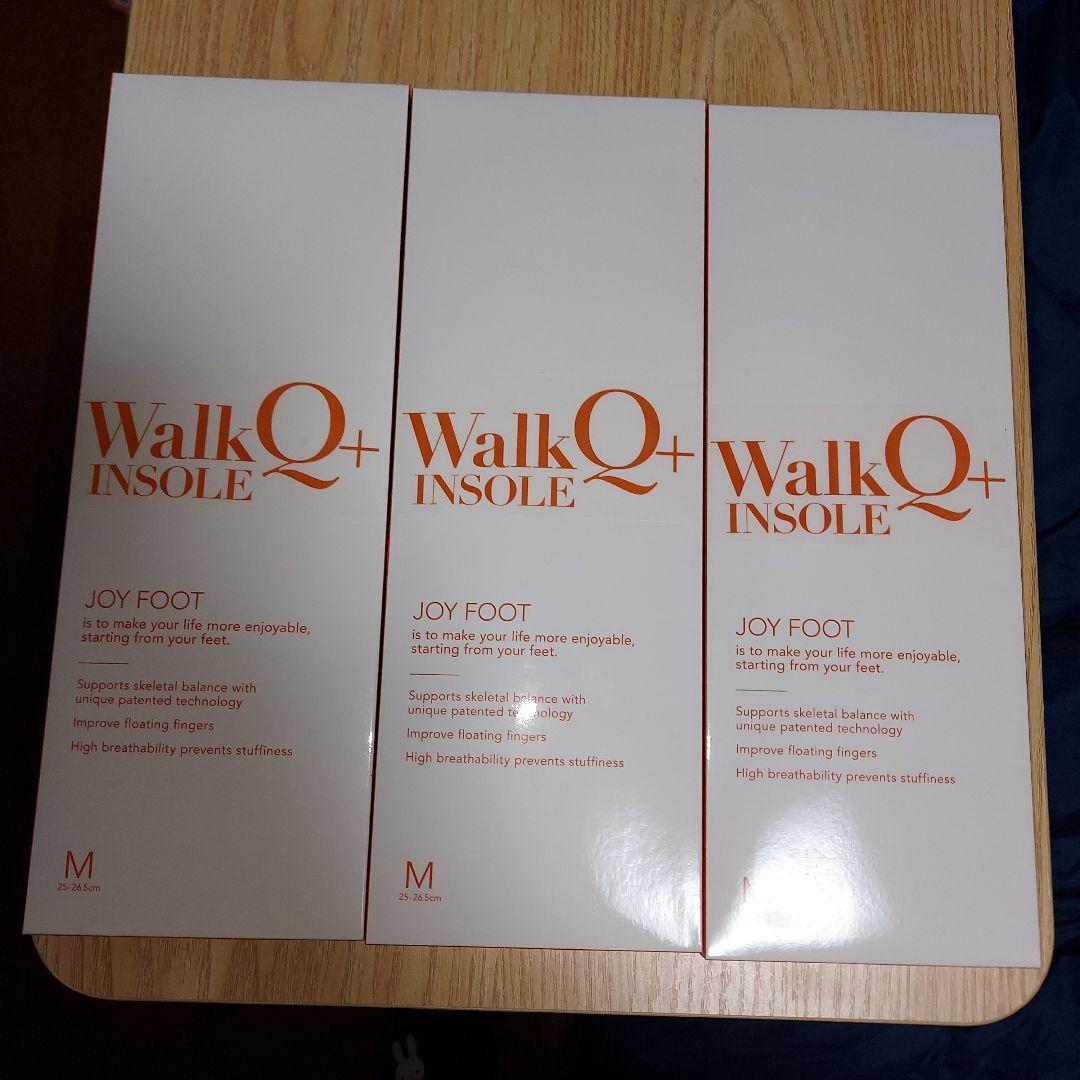 WalkQ+
INSOLE
JOY FOOT
is to make your life more enjoyable,
starting from your feet.
Supports skeletal balance with
unique patented technology
Improve floating fingers
High breathability prevents stuffiness
M
25-26.5cm
WalkQ+
INSOLE
JOY FOOT
is to make your life more enjoyable,
starting from your feet.
Supports skeletal balance with
unique patented technology
Improve floating fingers
High breathability prevents stuffiness
M
25-26.5cm
WalkQ+
INSOLE
JOY FOOT
is to make your life more enjoyable,
starting from your feet.
Supports skeletal balance with
unique patented technology
Improve floating fingers
High breathability prevents stuffiness